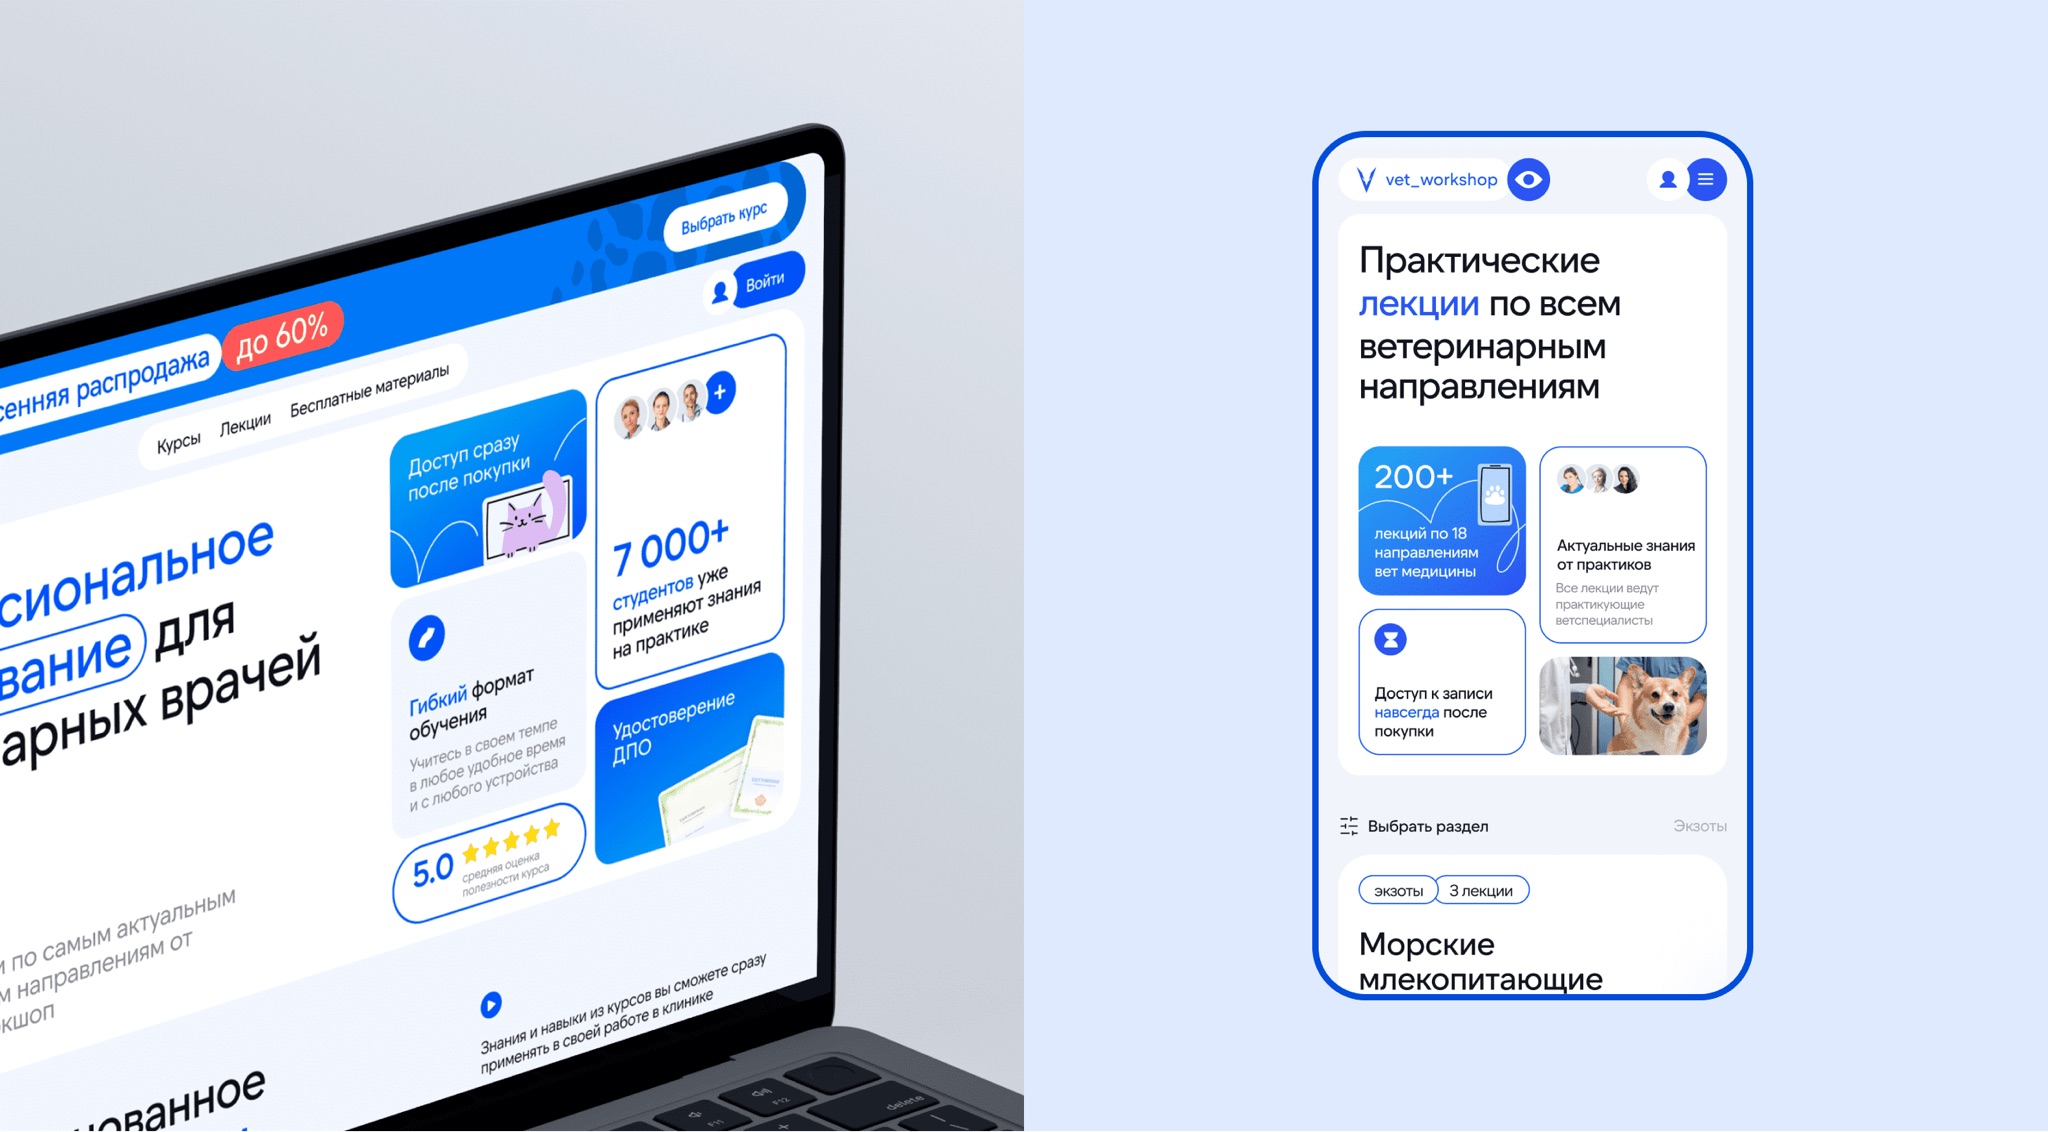 Выбрать курс
сенняя распродажа
до 60%
Войти
Курсы
Лекции
Бесплатные материалы
сиональное
вание для
арных врачей
и по самым актуальным
м направлениям от
кшоп
Доступ сразу
после покупки
7 000+
студентов уже
применяют знания
на практике
Гибкий формат
обучения
Учитесь в своем темпе
в любое удобное время
и с любого устройства
Удостоверение
ДПО
5.0
средняя оценка
полезности курса
Знания и навыки из курсов вы сможете сразу
применять в своей работе в клинике
нованное
F11
F12
delete
vet_workshop
Практические
лекции по всем
ветеринарным
направлениям
200+
лекций по 18
направлениям
вет медицины
Актуальные знания
от практиков
Все лекции ведут
практикующие
ветспециалисты
Доступ к записи
навсегда после
покупки
Выбрать раздел
Экзоты
экзоты
3 лекции
Морские
млекопитающие